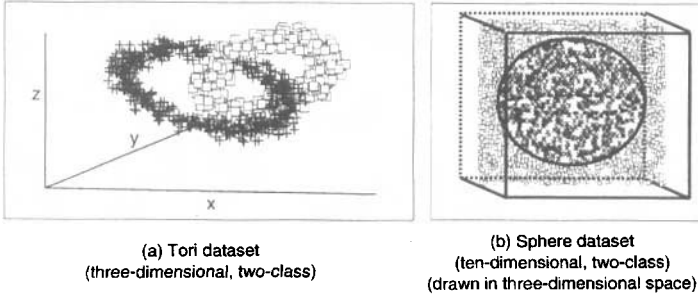 z
y
x
(a) Tori dataset
(three-dimensional, two-class)
(b) Sphere dataset
(ten-dimensional, two-class)
(drawn in three-dimensional space)